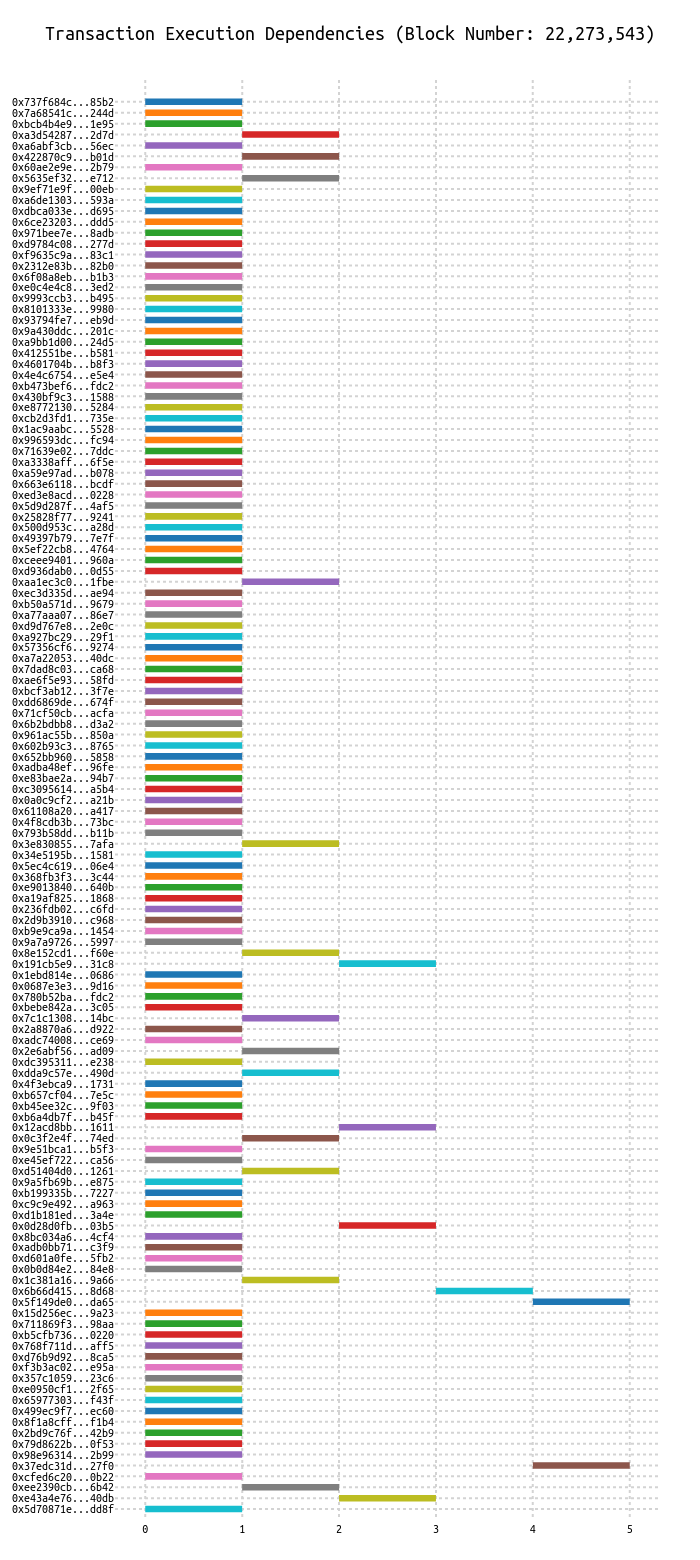 Transaction Execution Dependencies (Block Number: 22,273,543)
0x737f684c...85b2
0x7a68541c...244d
0xbcb4b4e9...1e95
0xa3d54287...2d7d
0xa6abf3cb...56ec
0x422870c9...b01d
0x60ae2e9e...2b79
0x5635ef32...e712
0x9ef71e9f...00eb
0xa6de1303...593a
0xdbca033e...d695
0x6ce23203...ddd5
0x971bee7e...8adb
0xd9784c08...277d
0xf9635c9a...83c1
0x2312e83b...82b0
0x6f08a8eb...b1b3
0xe0c4e4c8...3ed2
0x9993ccb3...b495
0x8101333e...9980
0x93794fe7...eb9d
0x9a430ddc...201c
0xa9bb1d00...24d5
0x412551be...b581
0x4601704b...b8f3
0x4e4c6754...e5e4
0xb473bef6...fdc2
0x430bf9c3...1588
0xe8772130...5284
0xcb2d3fd1...735e
0x1ac9aabc...5528
0x996593dc...fc94
0x71639e02...7ddc
0xa3338aff...6f5e
0xa59e97ad...b078
0x663e6118...bcdf
0xed3e8acd...0228
0x5d9d287f...4af5
0x25828f77...9241
0x500d953c...a28d
0x49397b79...7e7f
0x5ef22cb8...4764
0xceee9401...960a
0xd936dab0...0d55
0xaa1ec3c0...1fbe
0xec3d335d...ae94
0xb50a571d...9679
0xa77aaa07...86e7
0xd9d767e8...2e0c
0xa927bc29...29f1
0x57356cf6...9274
0xa7a22053...40dc
0x7dad8c03...ca68
0xae6f5e93...58fd
0xbcf3ab12...3f7e
0xdd6869de...674f
0x71cf50cb...acfa
0x6b2bdbb8...d3a2
0x961ac55b...850a
0x602b93c3...8765
0x652bb960...5858
0xadba48ef...96fe
0xe83bae2a...94b7
0xc3095614...a5b4
0x0a0c9cf2...a21b
0x61108a20...a417
0x4f8cdb3b...73bc
0x793b58dd...b11b
0x3e830855...7afa
0x34e5195b...1581
0x5ec4c619...06e4
0x368fb3f3...3c44
0xe9013840...640b
0xa19af825...1868
0x236fdb02...c6fd
0x2d9b3910...c968
0xb9e9ca9a...1454
0x9a7a9726...5997
0x8e152cd1...f60e
0x191cb5e9...31c8
0x1ebd814e...0686
0x0687e3e3...9d16
0x780b52ba...fdc2
0xbebe842a...3c05
0x7c1c1308...14bc
0x2a8870a6...d922
0xadc74008...ce69
0x2e6abf56...ad09
0xdc395311...e238
0xdda9c57e...490d
0x4f3ebca9...1731
0xb657cf04...7e5c
0xb45ee32c...9f03
0xb6a4db7f...b45f
0x12acd8bb...1611
0x0c3f2e4f...74ed
0x9e51bca1...b5f3
0xe45ef722...ca56
0xd51404d0...1261
0x9a5fb69b...e875
0xb199335b...7227
0xc9c9e492...a963
0xd1b181ed...3a4e
0x0d28d0fb...03b5
0x8bc034a6...4cf4
0xadb0bb71...c3f9
0xd601a0fe...5fb2
0x0b0d84e2...84e8
0x1c381a16...9a66
0x6b66d415...8d68
0x5f149de0...da65
0x15d256ec...9a23
0x711869f3...98aa
0xb5cfb736...0220
0x768f711d...aff5
0xd76b9d92...8ca5
0xf3b3ac02...e95a
0x357c1059...23c6
0xe0950cf1...2f65
0x65977303...f43f
0x499ec9f7...ec60
0x8f1a8cff...f1b4
0x2bd9c76f...42b9
0x79d8622b...0f53
0x98e96314...2b99
0x37edc31d...27f0
0xcfed6c20...0b22
0xee2390cb...6b42
0xe43a4e76...40db
0x5d70871e...dd8f
0 1 2 3 4 5